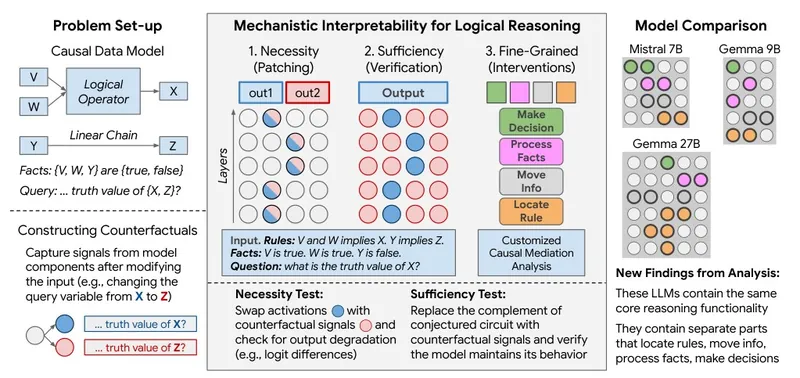 Problem Set-up
Causal Data Model
V
W
Logical
Operator
X
Y
Linear Chain
Z
Facts: {V, W, Y} are {true, false}
Query: ... truth value of {X, Z}?
Constructing Counterfactuals
Capture signals from model
components after modifying
the input (e.g., changing the
query variable from X to Z)
... truth value of X?
... truth value of Z?
Mechanistic Interpretability for Logical Reasoning
1. Necessity
(Patching)
out1
out2
Layers
2. Sufficiency
(Verification)
Output
Input. Rules: V and W implies X. Y implies Z.
Facts: V is true. W is true. Y is false.
Question: what is the truth value of X?
3. Fine-Grained
(Interventions)
Make
Decision
Process
Facts
Move
Info
Locate
Rule
Customized
Causal Mediation
Analysis
Necessity Test:
Swap activations with
counterfactual signals and
check for output degradation
(e.g., logit differences)
Sufficiency Test:
Replace the complement of
conjectured circuit with
counterfactual signals and verify
the model maintains its behavior
Model Comparison
Mistral 7B
Gemma 9B
Gemma 27B
New Findings from Analysis:
These LLMs contain the same
core reasoning functionality
They contain separate parts
that locate rules, move info,
process facts, make decisions